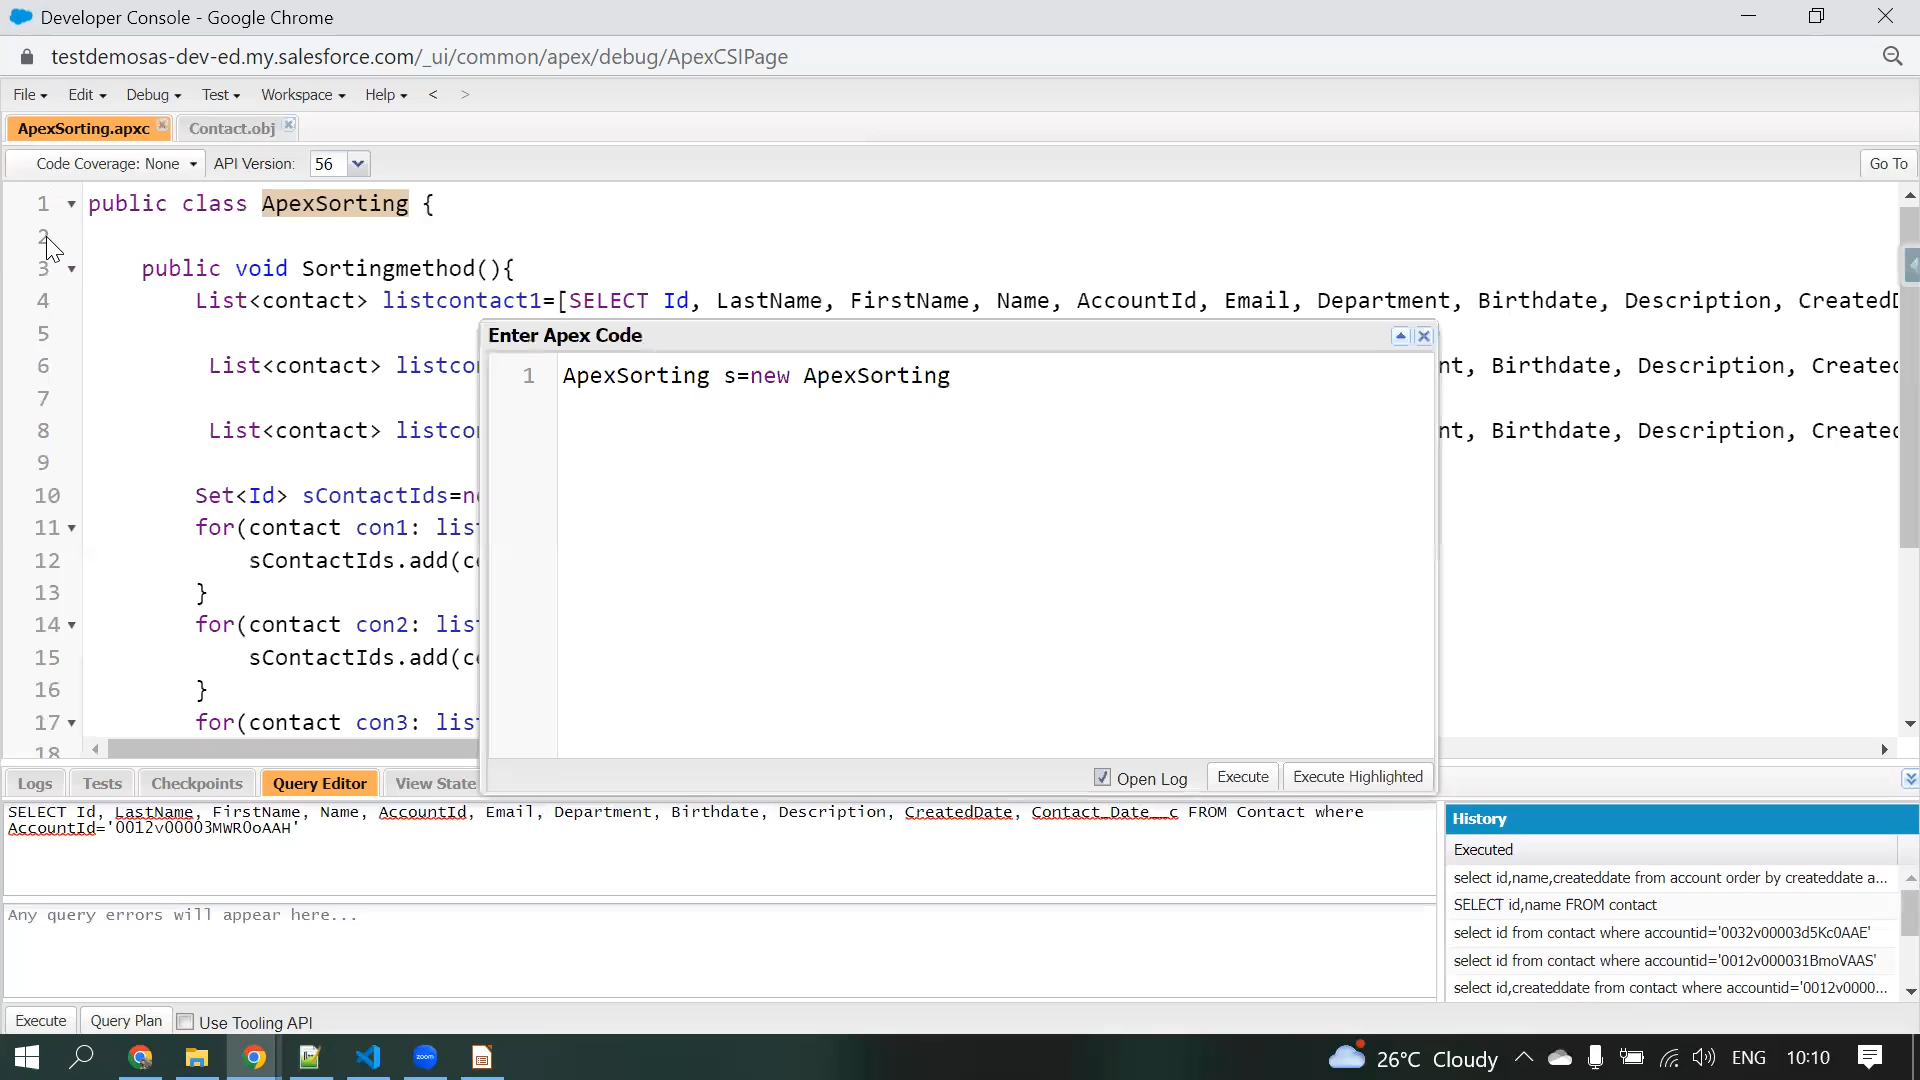 Developer Console - Google Chrome
testdemosas-dev-ed.my.salesforce.com/_ui/common/apex/debug/ApexCSIPage
File Edit Debug Test Workspace Help < >
ApexSorting.apxc Contact.obj
Code Coverage: None API Version: 56 Go To
1 public class ApexSorting {
2
3 public void Sortingmethod(){
4 List<contact> listcontact1=[SELECT Id, LastName, FirstName, Name, AccountId, Email, Department, Birthdate, Description, CreatedD
5
Enter Apex Code
6 List<contact> listco nt, Birthdate, Description, Create
1 ApexSorting s=new ApexSorting
7
8 List<contact> listco nt, Birthdate, Description, Create
9
10 Set<Id> sContactIds=n
11 for(contact con1: lis
12 sContactIds.add(c
13 }
14 for(contact con2: lis
15 sContactIds.add(c
16 }
17 for(contact con3: lis
18
Open Log Execute Execute Highlighted
Logs Tests Checkpoints Query Editor View State
SELECT Id, LastName, FirstName, Name, AccountId, Email, Department, Birthdate, Description, CreatedDate, Contact_Date__c FROM Contact where
AccountId='0012v00003MWR0oAAH'
History
Executed
select id,name,createddate from account order by createddate a...
SELECT id,name FROM contact
select id from contact where accountid='0032v00003d5Kc0AAE'
select id from contact where accountid='0012v000031BmoVAAS'
select id,createddate from contact where accountid='0012v0000...
Any query errors will appear here...
Execute Query Plan Use Tooling API
zoom
26°C Cloudy ENG 10:10